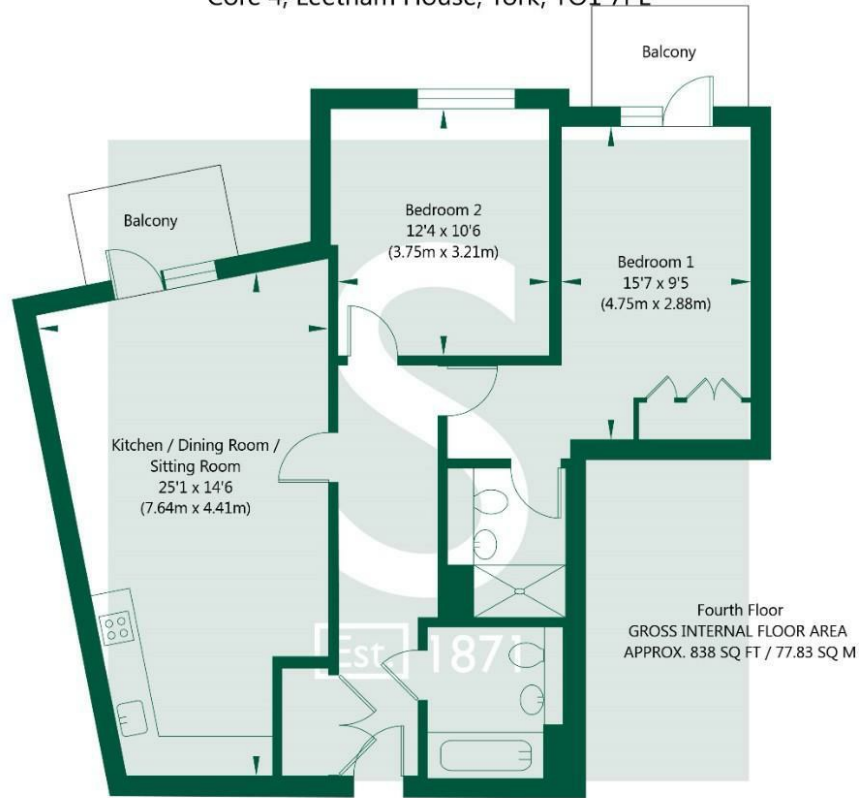 Balcony
Balcony
Bedroom 2
12'4 x 10'6
(3.75m x 3.21m)
Bedroom 1
15'7 x 9'5
(4.75m x 2.88m)
Kitchen / Dining Room /
Sitting Room
25'1 x 14'6
(7.64m x 4.41m)
Fourth Floor
GROSS INTERNAL FLOOR AREA
APPROX. 838 SQ FT / 77.83 SQ M
S
Est. 1871